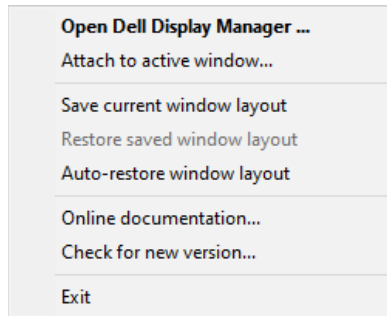 Open Dell Display Manager ...
Attach to active window...
Save current window layout
Restore saved window layout
Auto-restore window layout
Online documentation...
Check for new version...
Exit